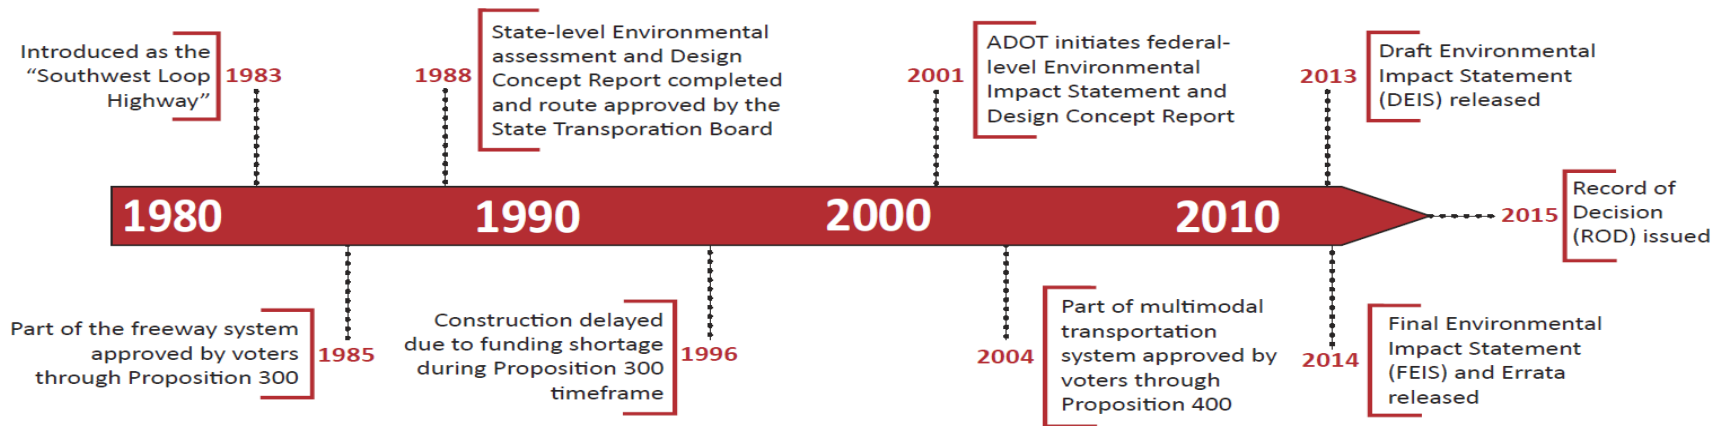 Introduced as the
“Southwest Loop
Highway”
1983
1988
State-level Environmental
assessment and Design
Concept Report completed
and route approved by the
State Transporation Board
2001
ADOT initiates federal-
level Environmental
Impact Statement and
Design Concept Report
2013
Draft Environmental
Impact Statement
(DEIS) released
1980
1990
2000
2010
2015
Record of
Decision
(ROD) issued
Part of the freeway system
approved by voters
through Proposition 300
1985
Construction delayed
due to funding shortage
during Proposition 300
timeframe
1996
2004
Part of multimodal
transportation
system approved by
voters through
Proposition 400
2014
Final Environmental
Impact Statement
(FEIS) and Errata
released